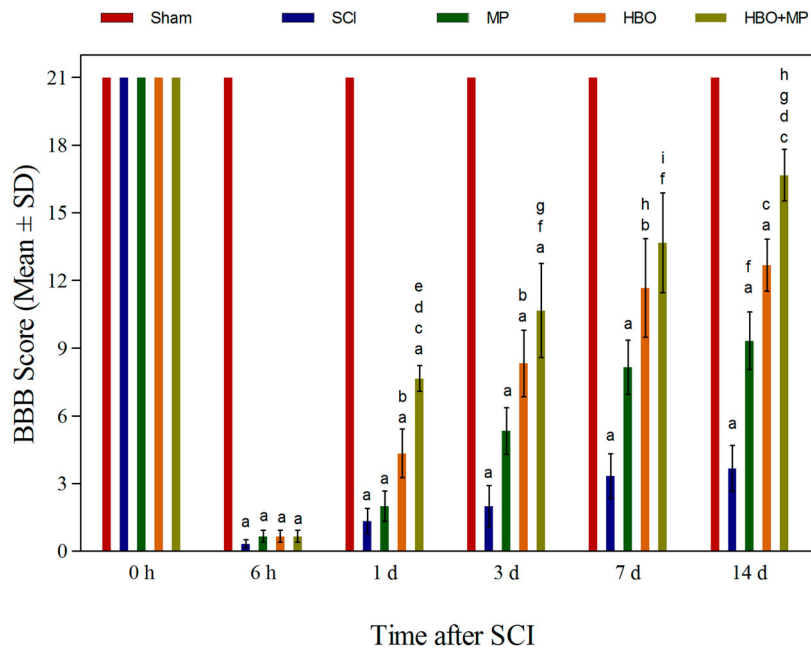 Sham SCI MP HBO HBO+MP
BBB Score (Mean ± SD)
21
18
15
12
9
6
3
0
a
a
a
a
a
a
b
a
e
d
c
a
a
a
b
a
g
f
a
a
a
h
b
i
f
a
f
a
c
a
h
g
d
c
0 h 6 h 1 d 3 d 7 d 14 d
Time after SCI